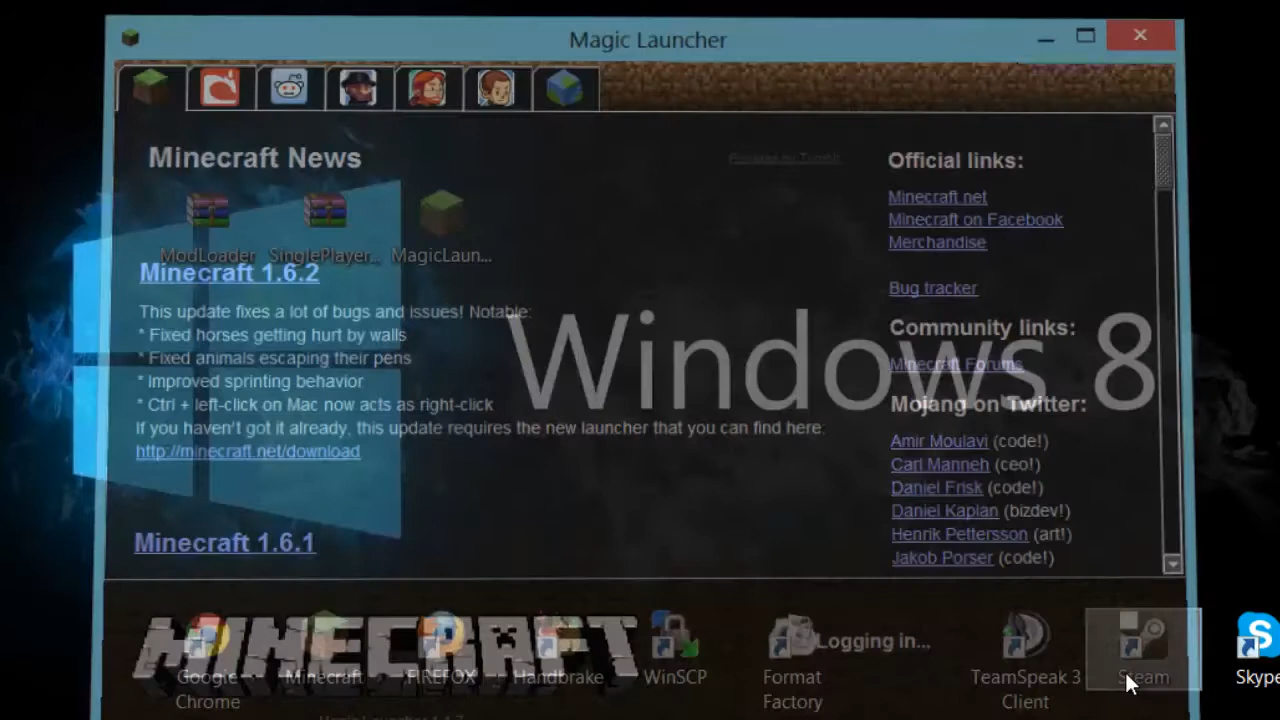 Magic Launcher
Minecraft News
Powered by Tumblr
Official links:
Minecraft.net
Minecraft on Facebook
Merchandise
Bug tracker
Community links:
Minecraft Forums
Mojang on Twitter:
Amir Moulavi (code!)
Carl Manneh (ceo!)
Daniel Frisk (code!)
Daniel Kaplan (bizdev!)
Henrik Pettersson (art!)
Jakob Porser (code!)
ModLoader
SinglePlayer...
MagicLaun...
Minecraft 1.6.2
This update fixes a lot of bugs and issues! Notable:
* Fixed horses getting hurt by walls
* Fixed animals escaping their pens
* Improved sprinting behavior
* Ctrl + left-click on Mac now acts as right-click
If you haven't got it already, this update requires the new launcher that you can find here:
http://minecraft.net/download
Minecraft 1.6.1
Windows 8
MINECRAFT
Logging in...
Google
Chrome
Minecraft
FIREFOX
Handbrake
WinSCP
Format
Factory
TeamSpeak 3
Client
Steam
Skype